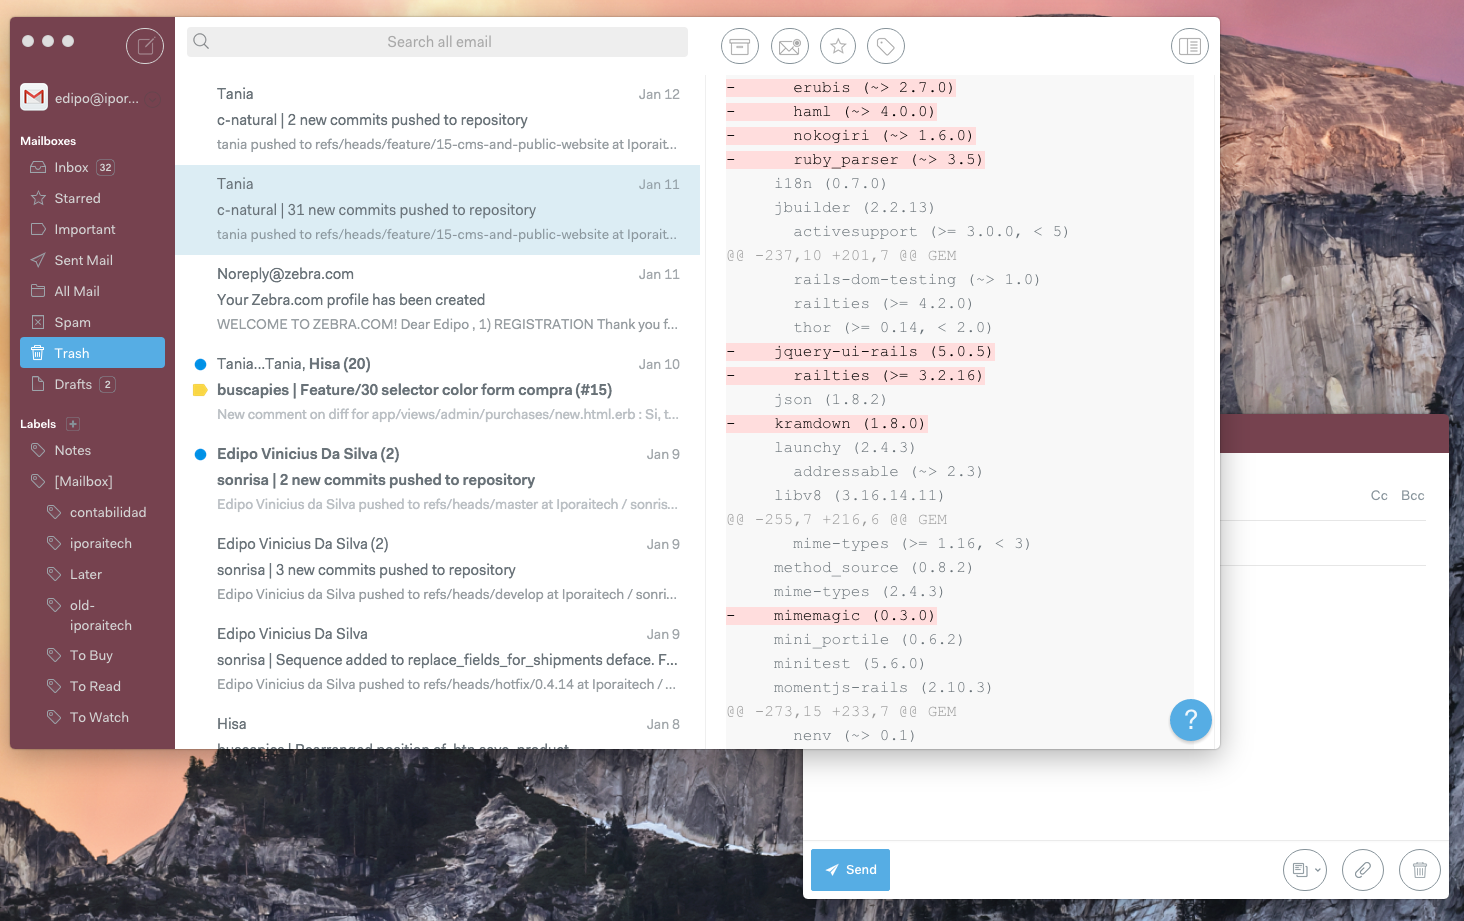 edipo@ipor...
Mailboxes
Inbox 32
Starred
Important
Sent Mail
All Mail
Spam
Trash
Drafts 2
Labels +
Notes
[Mailbox]
contabilidad
iporaitech
Later
old-
iporaitech
To Buy
To Read
To Watch
Search all email
Tania Jan 12
c-natural | 2 new commits pushed to repository
tania pushed to refs/heads/feature/15-cms-and-public-website at Iporait...
Tania Jan 11
c-natural | 31 new commits pushed to repository
tania pushed to refs/heads/feature/15-cms-and-public-website at Iporait...
Noreply@zebra.com Jan 11
Your Zebra.com profile has been created
WELCOME TO ZEBRA.COM! Dear Edipo , 1) REGISTRATION Thank you f...
Tania...Tania, Hisa (20) Jan 10
buscapies | Feature/30 selector color form compra (#15)
New comment on diff for app/views/admin/purchases/new.html.erb : Si, t...
Edipo Vinicius Da Silva (2) Jan 9
sonrisa | 2 new commits pushed to repository
Edipo Vinicius da Silva pushed to refs/heads/master at Iporaitech / sonris...
Edipo Vinicius Da Silva (2) Jan 9
sonrisa | 3 new commits pushed to repository
Edipo Vinicius da Silva pushed to refs/heads/develop at Iporaitech / sonri...
Edipo Vinicius Da Silva Jan 9
sonrisa | Sequence added to replace_fields_for_shipments deface. F...
Edipo Vinicius da Silva pushed to refs/heads/hotfix/0.4.14 at Iporaitech / ...
Hisa Jan 8
buscapies | Rearranged position of .btn save_product
- erubis (~> 2.7.0)
- haml (~> 4.0.0)
- nokogiri (~> 1.6.0)
- ruby_parser (~> 3.5)
i18n (0.7.0)
jbuilder (2.2.13)
activesupport (>= 3.0.0, < 5)
@@ -237,10 +201,7 @@ GEM
rails-dom-testing (~> 1.0)
railties (>= 4.2.0)
thor (>= 0.14, < 2.0)
- jquery-ui-rails (5.0.5)
- railties (>= 3.2.16)
json (1.8.2)
- kramdown (1.8.0)
launchy (2.4.3)
addressable (~> 2.3)
libv8 (3.16.14.11)
@@ -255,7 +216,6 @@ GEM
mime-types (>= 1.16, < 3)
method_source (0.8.2)
mime-types (2.4.3)
- mimemagic (0.3.0)
mini_portile (0.6.2)
minitest (5.6.0)
momentjs-rails (2.10.3)
@@ -273,15 +233,7 @@ GEM
nenv (~> 0.1)
?
Cc Bcc
Send